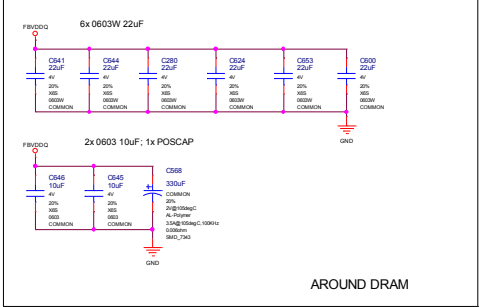 6x 0603W 22uF
FBVDDQ
C641
22uF
4V
20%
X6S
0603W
COMMON
C644
22uF
4V
20%
X6S
0603W
COMMON
C280
22uF
4V
20%
X6S
0603W
COMMON
C624
22uF
4V
20%
X6S
0603W
COMMON
C653
22uF
4V
20%
X6S
0603W
COMMON
C600
22uF
4V
20%
X6S
0603W
COMMON
GND
FBVDDQ
2x 0603 10uF; 1x POSCAP
C646
10uF
4V
20%
X6S
0603
COMMON
C645
10uF
4V
20%
X6S
0603
COMMON
C568
330uF
COMMON
20%
2V@105degC
AL-Polymer
3.5A@105degC,100KHz
0.006ohm
SMD_7343
GND
AROUND DRAM